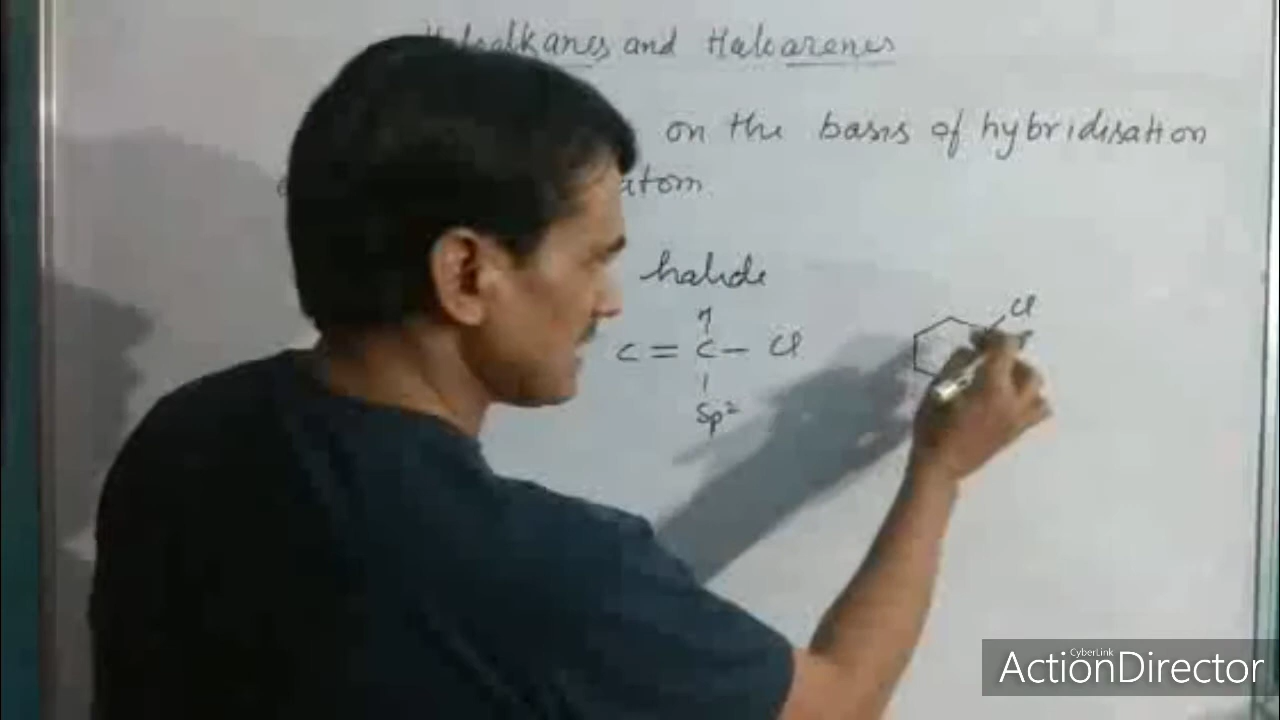 Haloalkanes and Haloarenes
on the basis of hybridisation
atom
halide
C = C - Cl
Sp²
Cl
CyberLink
ActionDirector